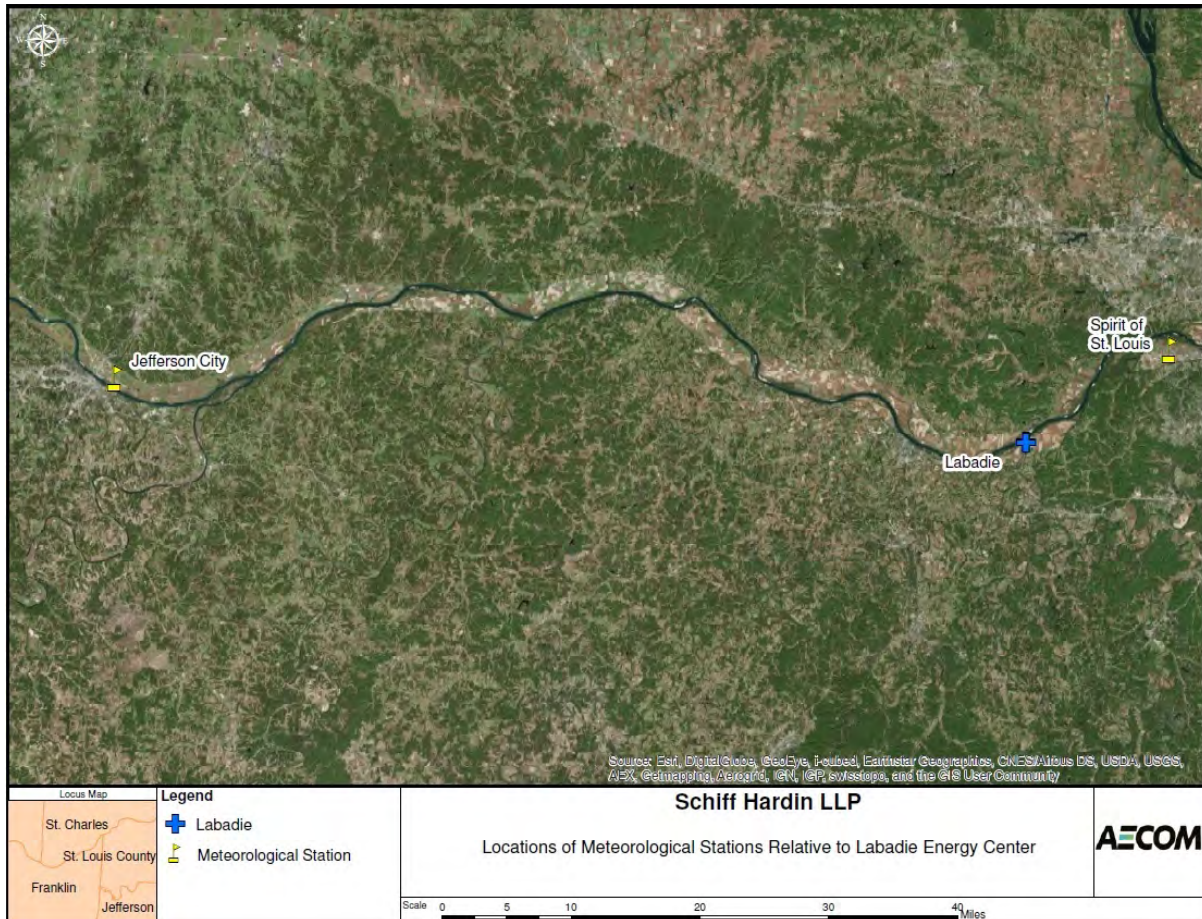 N
W
E
S
Jefferson City
Spirit of
St. Louis
Labadie
Source: Esri, DigitalGlobe, GeoEye, i-cubed, Earthstar Geographics, CNES/Airbus DS, USDA, USGS,
AEX, Getmapping, Aerogrid, IGN, IGP, swisstopo, and the GIS User Community
Locus Map
St. Charles
St. Louis County
Franklin
Jefferson
Legend
Labadie
Meteorological Station
Schiff Hardin LLP
Locations of Meteorological Stations Relative to Labadie Energy Center
AECOM
Scale 0 5 10 20 30 40
Miles